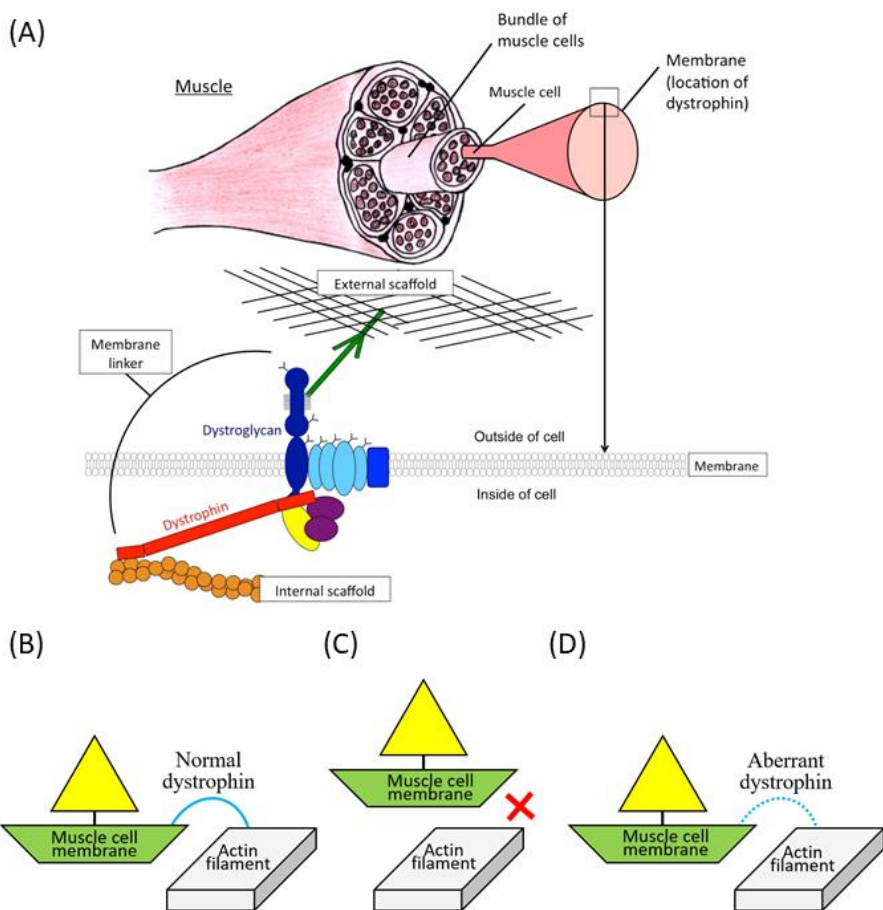 (A)
Bundle of
muscle cells
Muscle
Muscle cell
Membrane
(location of
dystrophin)
External scaffold
Membrane
linker
Dystroglycan
Outside of cell
Membrane
Inside of cell
Dystrophin
Internal scaffold
(B)
Normal
dystrophin
Muscle cell
membrane
Actin
filament
(C)
Muscle cell
membrane
Actin
filament
(D)
Aberrant
dystrophin
Muscle cell
membrane
Actin
filament